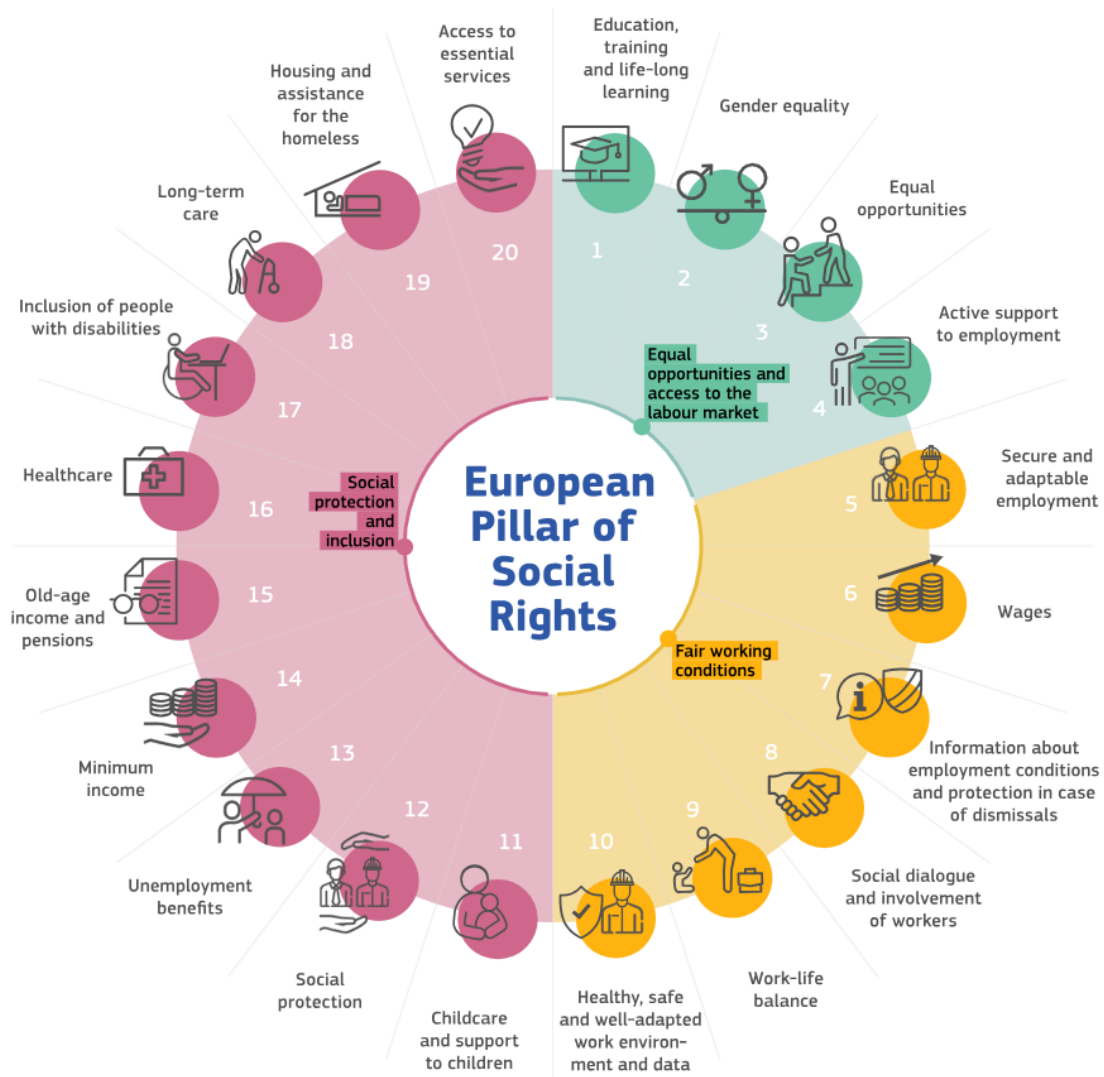 European
Pillar of
Social
Rights
Equal
opportunities and
access to the
labour market
1
Education,
training
and life-long
learning
2
Gender equality
3
Equal
opportunities
4
Active support
to employment
Fair working
conditions
5
Secure and
adaptable
employment
6
Wages
7
Information about
employment conditions
and protection in case
of dismissals
8
Social dialogue
and involvement
of workers
9
Work-life
balance
10
Healthy, safe
and well-adapted
work environ-
ment and data
Social
protection
and
inclusion
11
Childcare
and support
to children
12
Social
protection
13
Unemployment
benefits
14
Minimum
income
15
Old-age
income and
pensions
16
Healthcare
17
Inclusion of people
with disabilities
18
Long-term
care
19
Housing and
assistance
for the
homeless
20
Access to
essential
services